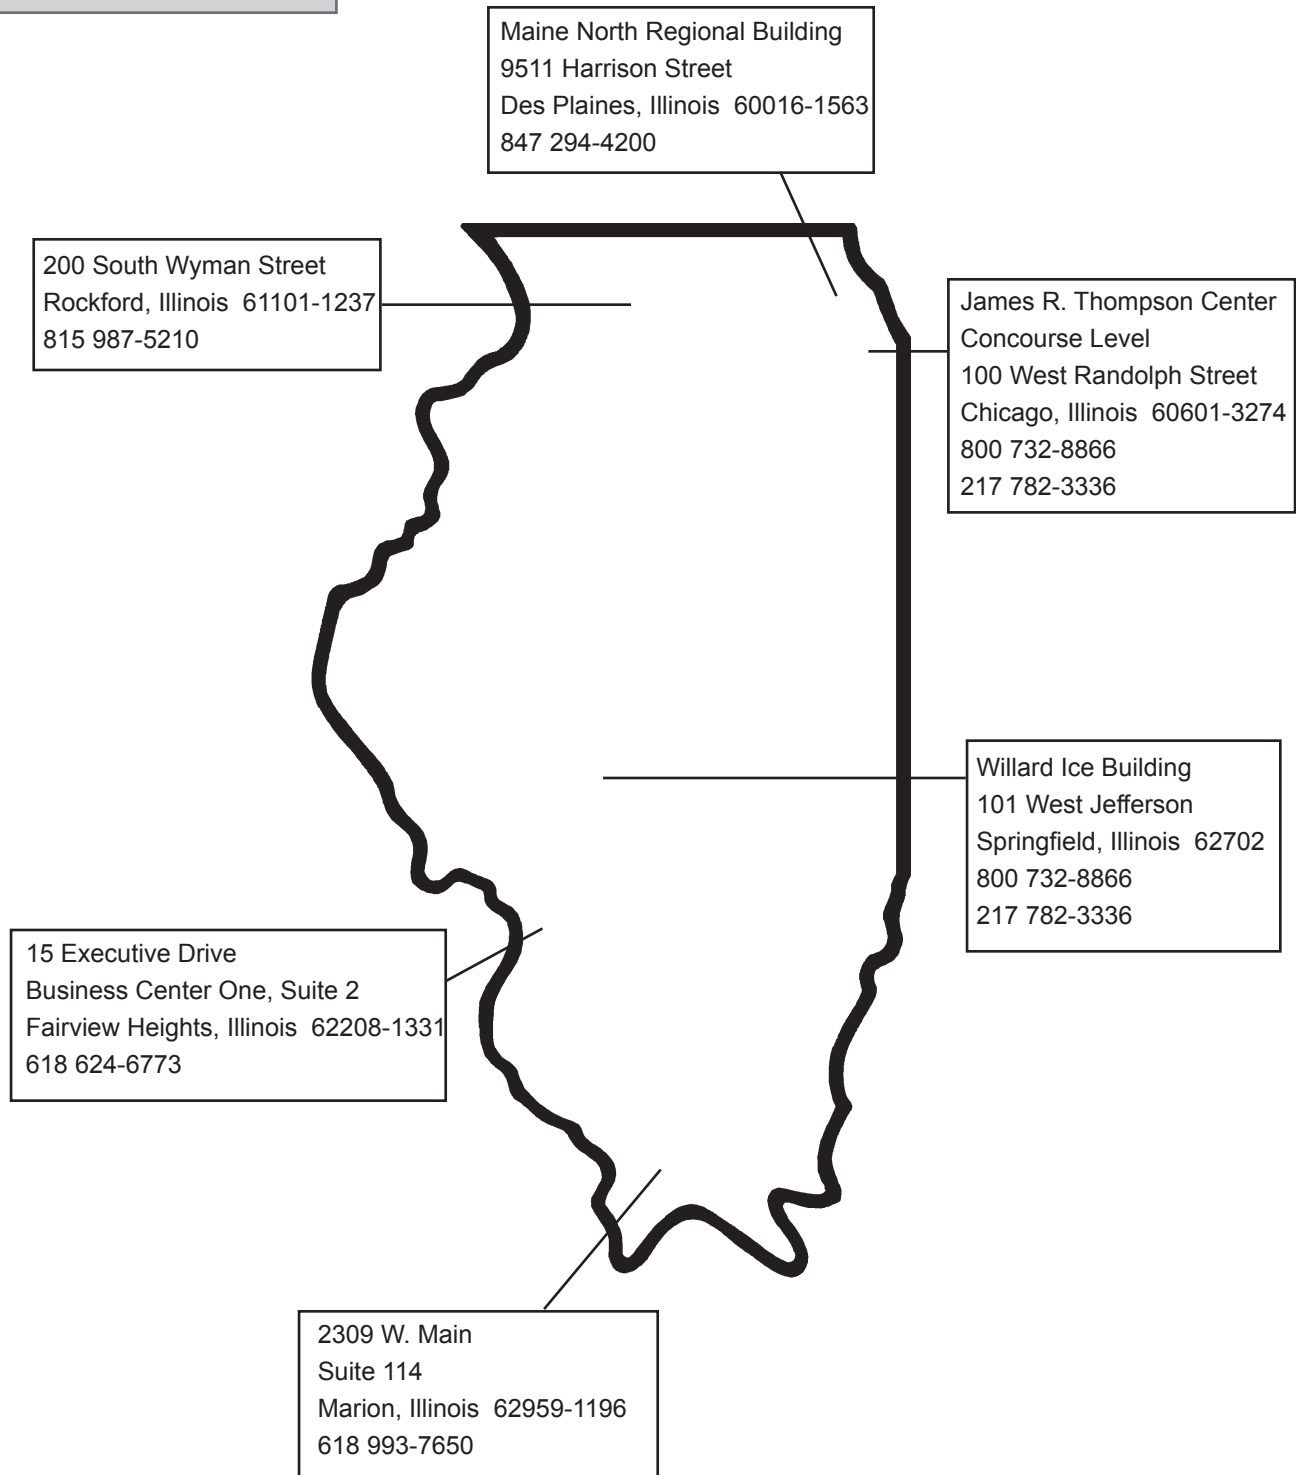 Maine North Regional Building
9511 Harrison Street
Des Plaines, Illinois  60016-1563
847 294-4200
200 South Wyman Street
Rockford, Illinois  61101-1237
815 987-5210
James R. Thompson Center
Concourse Level
100 West Randolph Street
Chicago, Illinois  60601-3274
800 732-8866
217 782-3336
Willard Ice Building
101 West Jefferson
Springfield, Illinois  62702
800 732-8866
217 782-3336
15 Executive Drive
Business Center One, Suite 2
Fairview Heights, Illinois  62208-1331
618 624-6773
2309 W. Main
Suite 114
Marion, Illinois  62959-1196
618 993-7650